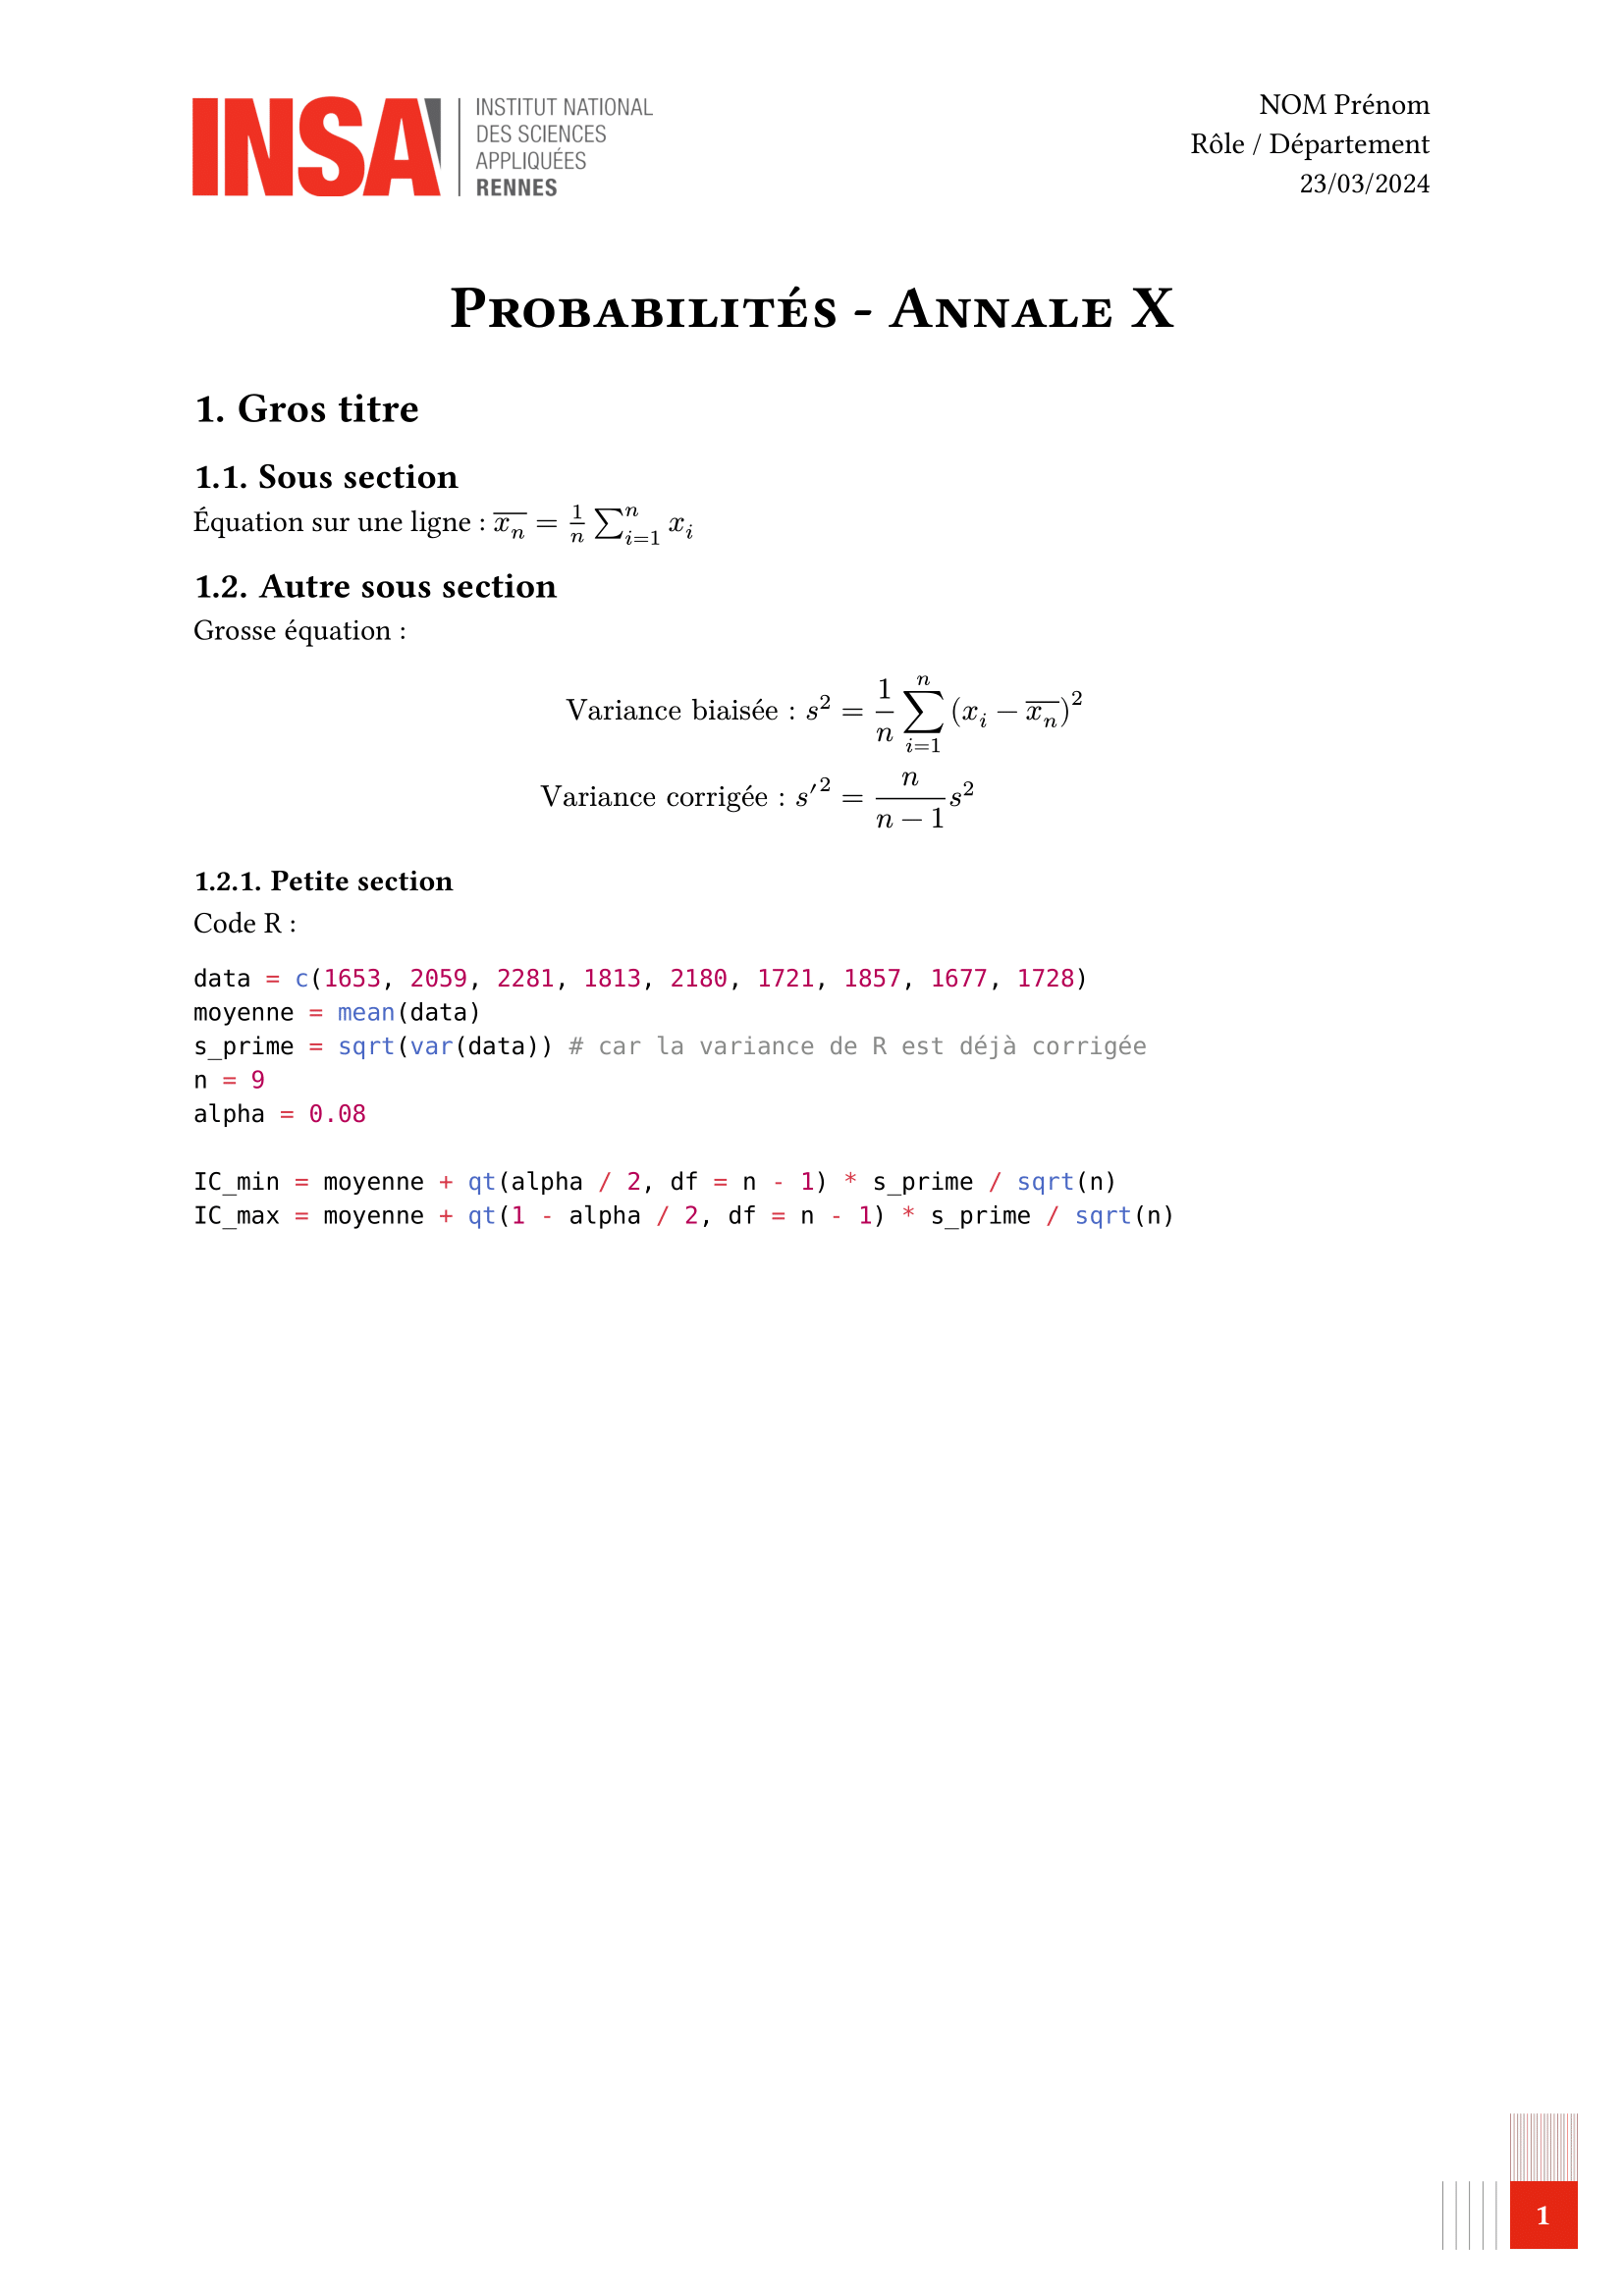 INSA
INSTITUT NATIONAL
DES SCIENCES
APPLIQUÉES
RENNES
NOM Prénom
Rôle / Département
23/03/2024
Probabilités - Annale X
1. Gros titre
1.1. Sous section
Équation sur une ligne : $\overline{x_n} = \frac{1}{n} \sum_{i=1}^{n} x_i$
1.2. Autre sous section
Grosse équation :
Variance biaisée : $s^2 = \frac{1}{n} \sum_{i=1}^{n} (x_i - \overline{x_n})^2$
Variance corrigée : $s'^2 = \frac{n}{n-1} s^2$
1.2.1. Petite section
Code R :
data = c(1653, 2059, 2281, 1813, 2180, 1721, 1857, 1677, 1728)
moyenne = mean(data)
s_prime = sqrt(var(data)) # car la variance de R est déjà corrigée
n = 9
alpha = 0.08
IC_min = moyenne + qt(alpha / 2, df = n - 1) * s_prime / sqrt(n)
IC_max = moyenne + qt(1 - alpha / 2, df = n - 1) * s_prime / sqrt(n)
1